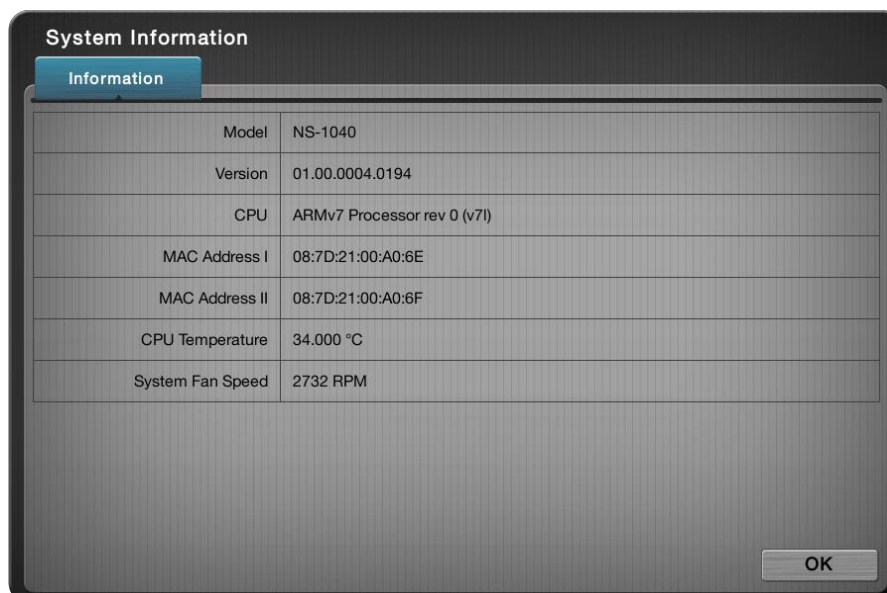 System Information
Information
Model NS-1040
Version 01.00.0004.0194
CPU ARMv7 Processor rev 0 (v7l)
MAC Address I 08:7D:21:00:A0:6E
MAC Address II 08:7D:21:00:A0:6F
CPU Temperature 34.000 °C
System Fan Speed 2732 RPM
OK